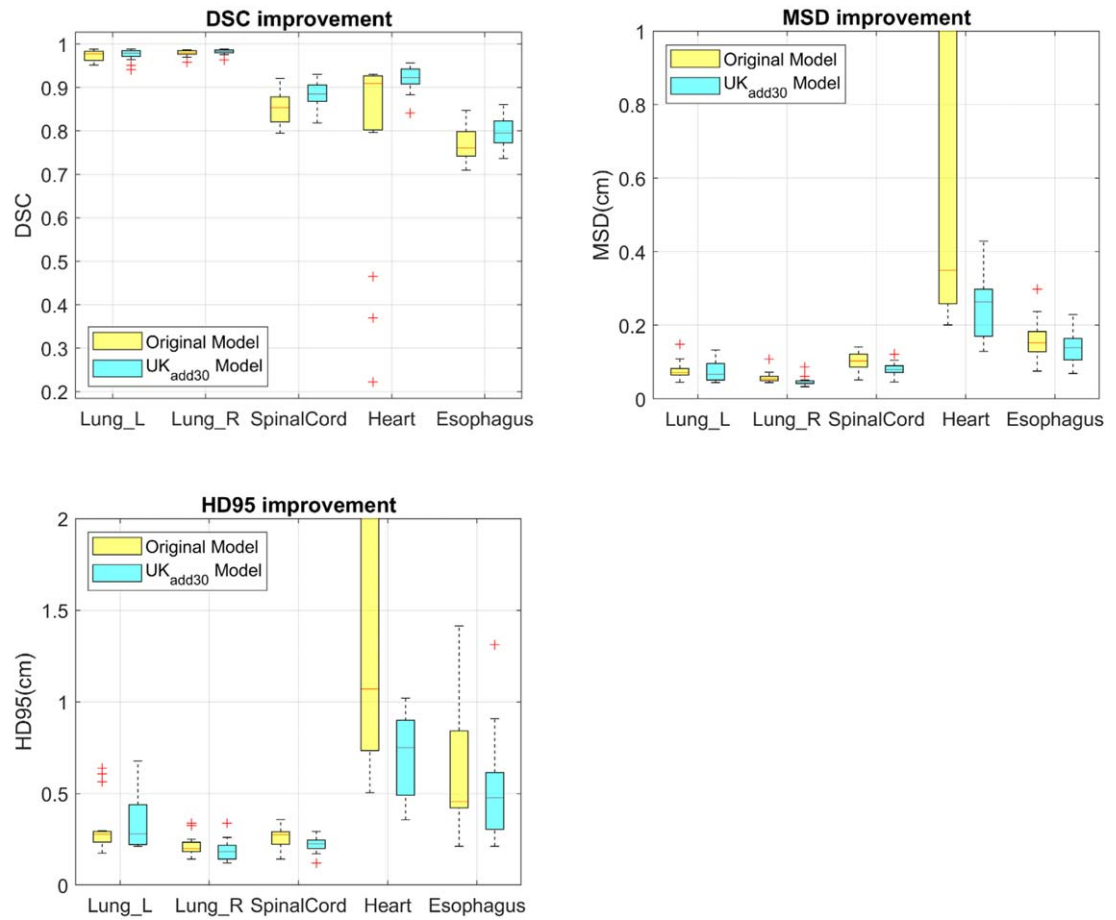 DSC improvement
1
0.9
0.8
0.7
0.6
0.5
0.4
0.3
0.2
DSC
Original Model
UKadd30 Model
Lung_L Lung_R SpinalCord Heart Esophagus
MSD improvement
1
0.8
0.6
0.4
0.2
0
MSD(cm)
Original Model
UKadd30 Model
Lung_L Lung_R SpinalCord Heart Esophagus
HD95 improvement
2
1.5
1
0.5
0
HD95(cm)
Original Model
UKadd30 Model
Lung_L Lung_R SpinalCord Heart Esophagus